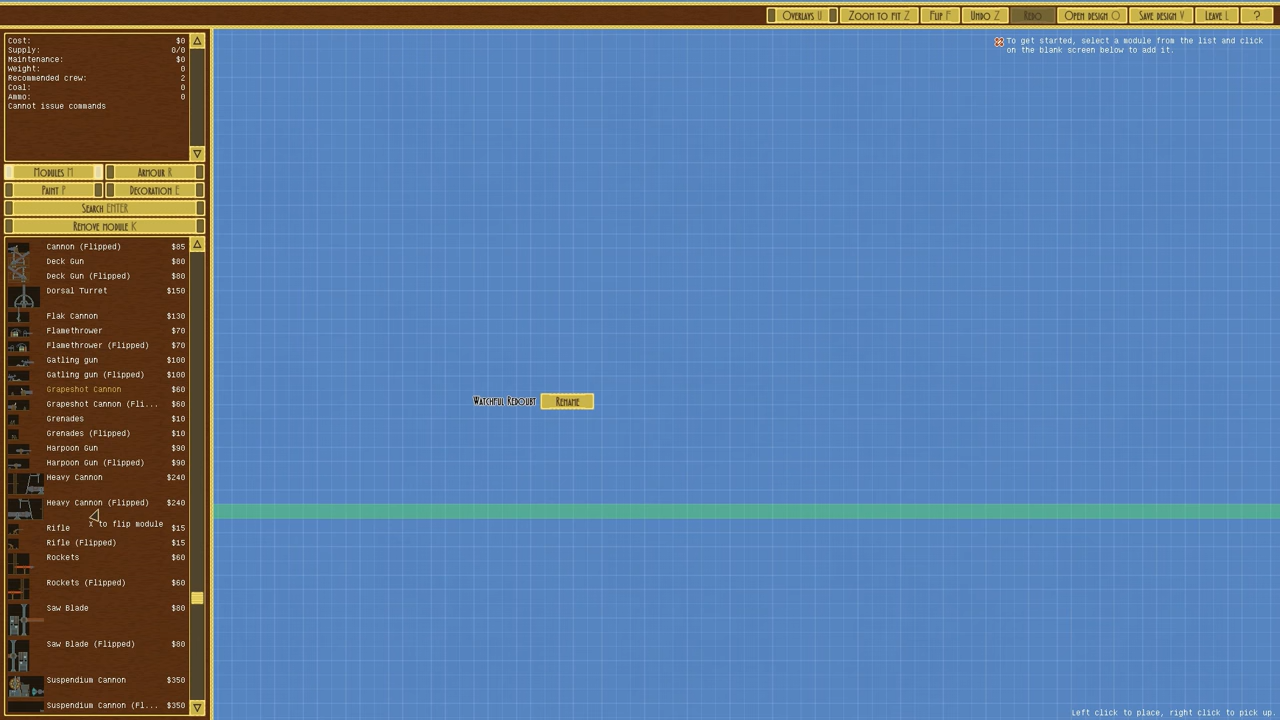 Overlays U
Zoom to fit Z
Flip F
Undo Z
Redo
Open design O
Save design V
Leave L
?
Cost: $0
Supply: 0/0
Maintenance: $0
Weight: 0
Recommended crew: 2
Coal: 0
Ammo: 0
Cannot issue commands
To get started, select a module from the list and click
on the blank screen below to add it.
Modules M
Armour R
Paint P
Decoration E
Search ENTER
Remove module K
Cannon (Flipped) $85
Deck Gun $80
Deck Gun (Flipped) $80
Dorsal Turret $150
Flak Cannon $130
Flamethrower $70
Flamethrower (Flipped) $70
Gatling gun $100
Gatling gun (Flipped) $100
Grapeshot Cannon $60
Grapeshot Cannon (Fli... $60
Grenades $10
Grenades (Flipped) $10
Harpoon Gun $90
Harpoon Gun (Flipped) $90
Heavy Cannon $240
Heavy Cannon (Flipped) $240
X to flip module
Rifle $15
Rifle (Flipped) $15
Rockets $60
Rockets (Flipped) $60
Saw Blade $80
Saw Blade (Flipped) $80
Suspendium Cannon $350
Suspendium Cannon (Fl... $350
Watchful Redoubt
Rename
Left click to place, right click to pick up.